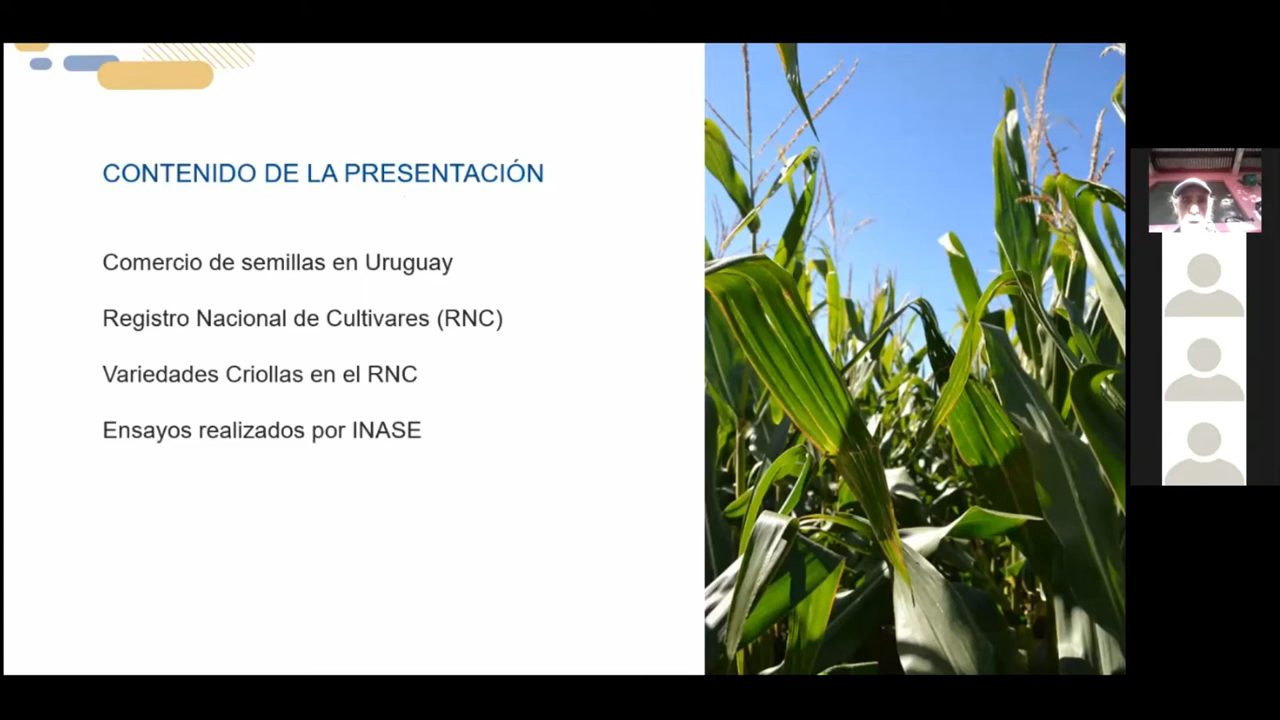 CONTENIDO DE LA PRESENTACIÓN
Comercio de semillas en Uruguay
Registro Nacional de Cultivares (RNC)
Variedades Criollas en el RNC
Ensayos realizados por INASE